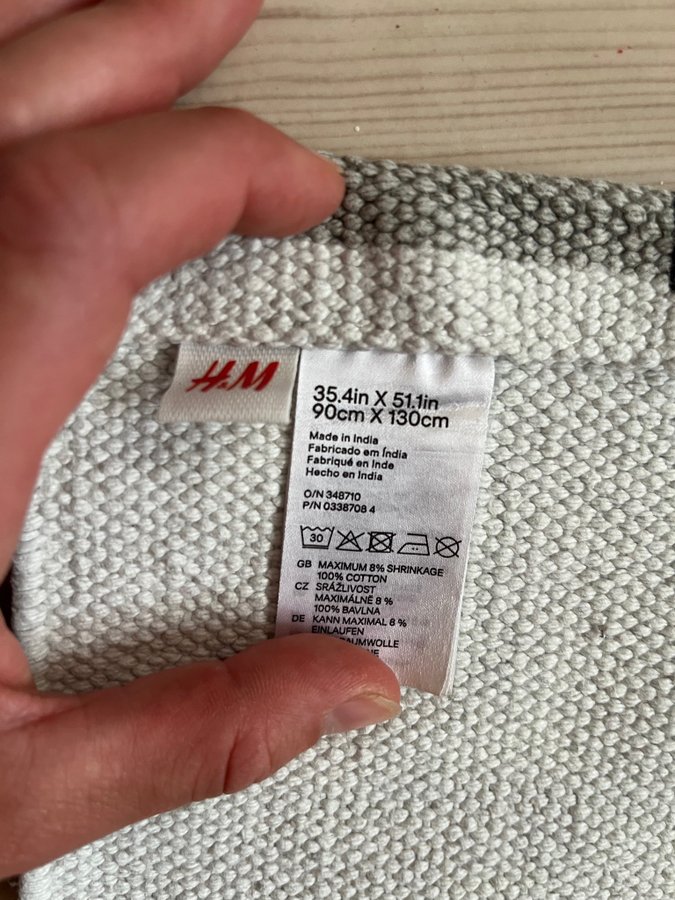 H&M
35.4in X 51.1in
90cm X 130cm
Made in India
Fabricado em Índia
Fabriqué en Inde
Hecho en India
O/N 348710
P/N 0338708 4
30
GB MAXIMUM 8% SHRINKAGE
100% COTTON
CZ SRÁŽLIVOST
MAXIMÁLNĚ 8 %
100% BAVLNA
DE KANN MAXIMAL 8 %
EINLAUFEN